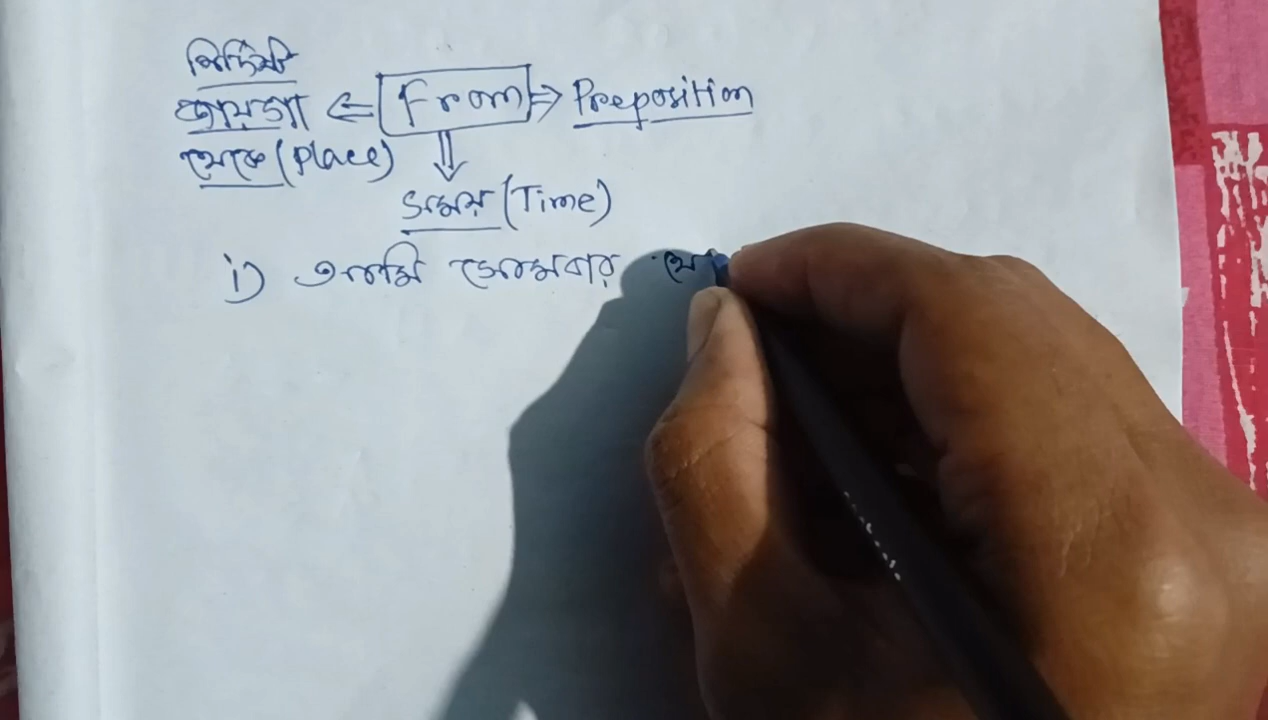 নির্দিষ্ট
জায়গা ⇐ From ⇒ Preposition
থেকে (Place) ⇓
সময় (Time)
i) আমি সোমবার থে